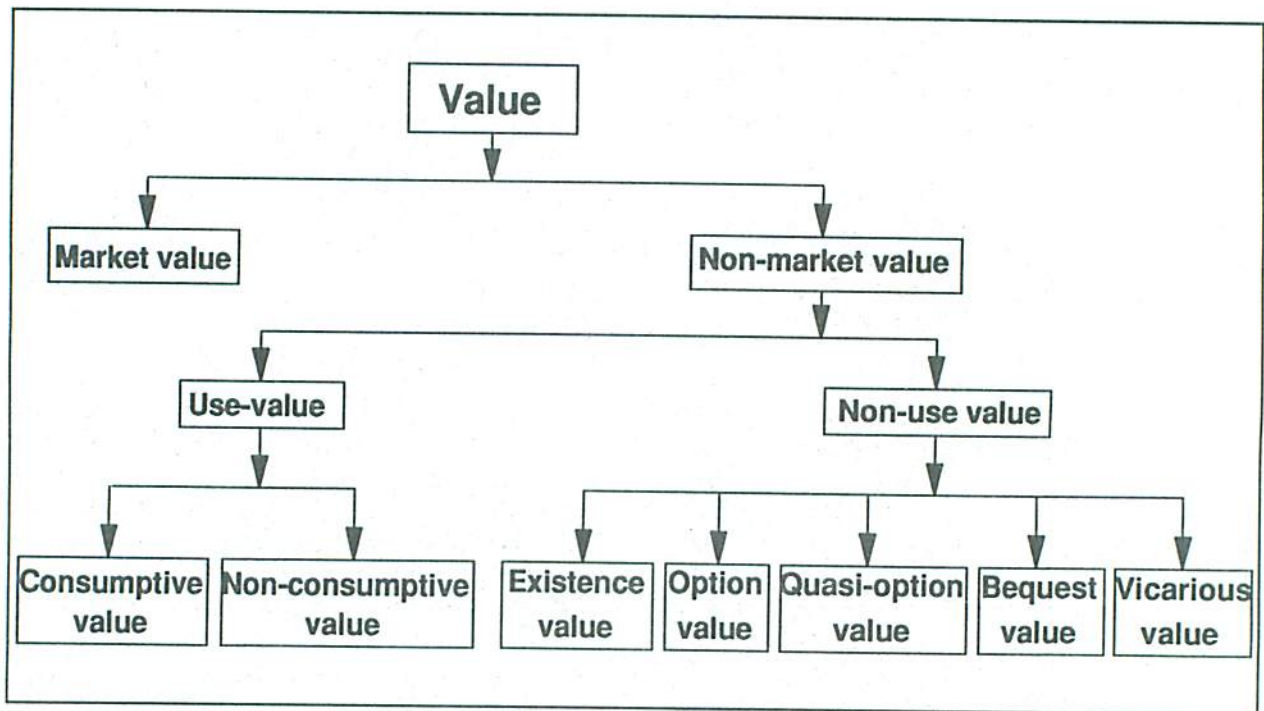 Value
Market value
Non-market value
Use-value
Non-use value
Consumptive
value
Non-consumptive
value
Existence
value
Option
value
Quasi-option
value
Bequest
value
Vicarious
value